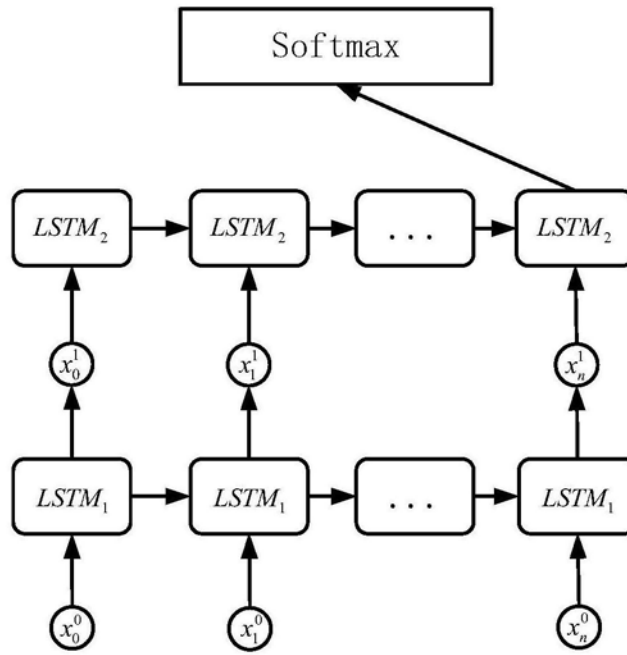 Softmax
LSTM₂ LSTM₂ ... LSTM₂
x₀¹ x₁¹ xₙ¹
LSTM₁ LSTM₁ ... LSTM₁
x₀⁰ x₁⁰ xₙ⁰